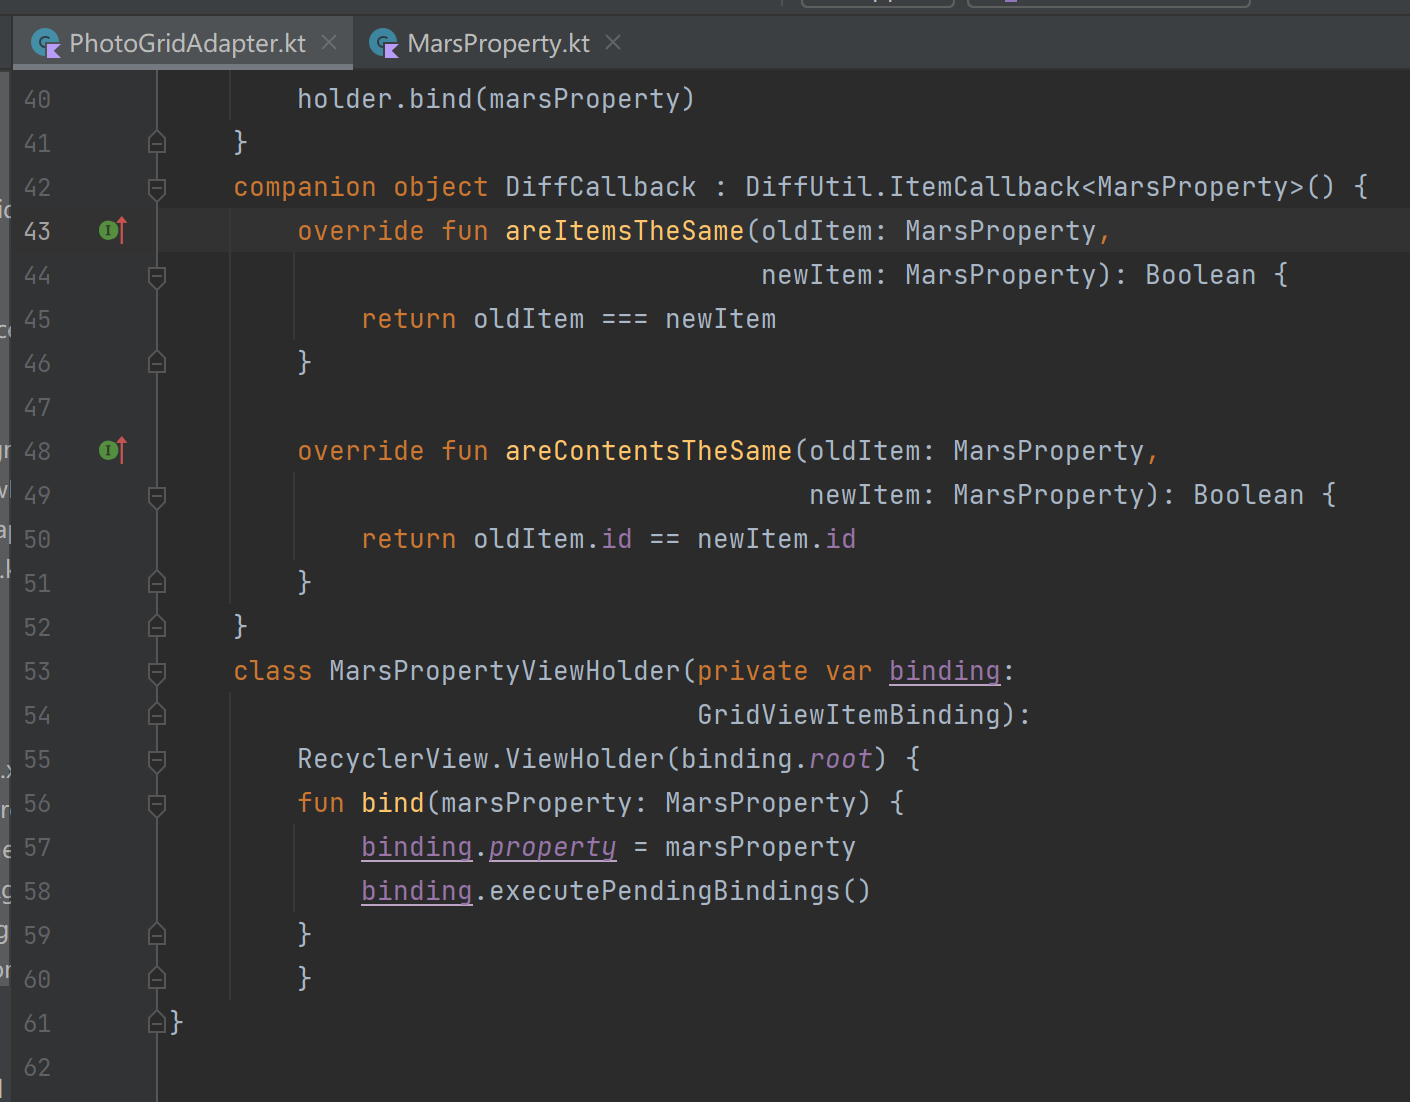 PhotoGridAdapter.kt MarsProperty.kt
40 holder.bind(marsProperty)
41 }
42 companion object DiffCallback : DiffUtil.ItemCallback<MarsProperty>() {
43 override fun areItemsTheSame(oldItem: MarsProperty,
44 newItem: MarsProperty): Boolean {
45 return oldItem === newItem
46 }
47
48 override fun areContentsTheSame(oldItem: MarsProperty,
49 newItem: MarsProperty): Boolean {
50 return oldItem.id == newItem.id
51 }
52 }
53 class MarsPropertyViewHolder(private var binding:
54 GridViewItemBinding):
55 RecyclerView.ViewHolder(binding.root) {
56 fun bind(marsProperty: MarsProperty) {
57 binding.property = marsProperty
58 binding.executePendingBindings()
59 }
60 }
61 }
62